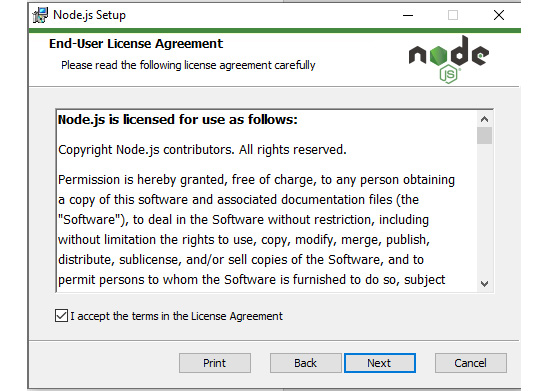 Node.js Setup
End-User License Agreement
Please read the following license agreement carefully
node
JS
Node.js is licensed for use as follows:
Copyright Node.js contributors. All rights reserved.
Permission is hereby granted, free of charge, to any person obtaining
a copy of this software and associated documentation files (the
"Software"), to deal in the Software without restriction, including
without limitation the rights to use, copy, modify, merge, publish,
distribute, sublicense, and/or sell copies of the Software, and to
permit persons to whom the Software is furnished to do so, subject
I accept the terms in the License Agreement
Print Back Next Cancel